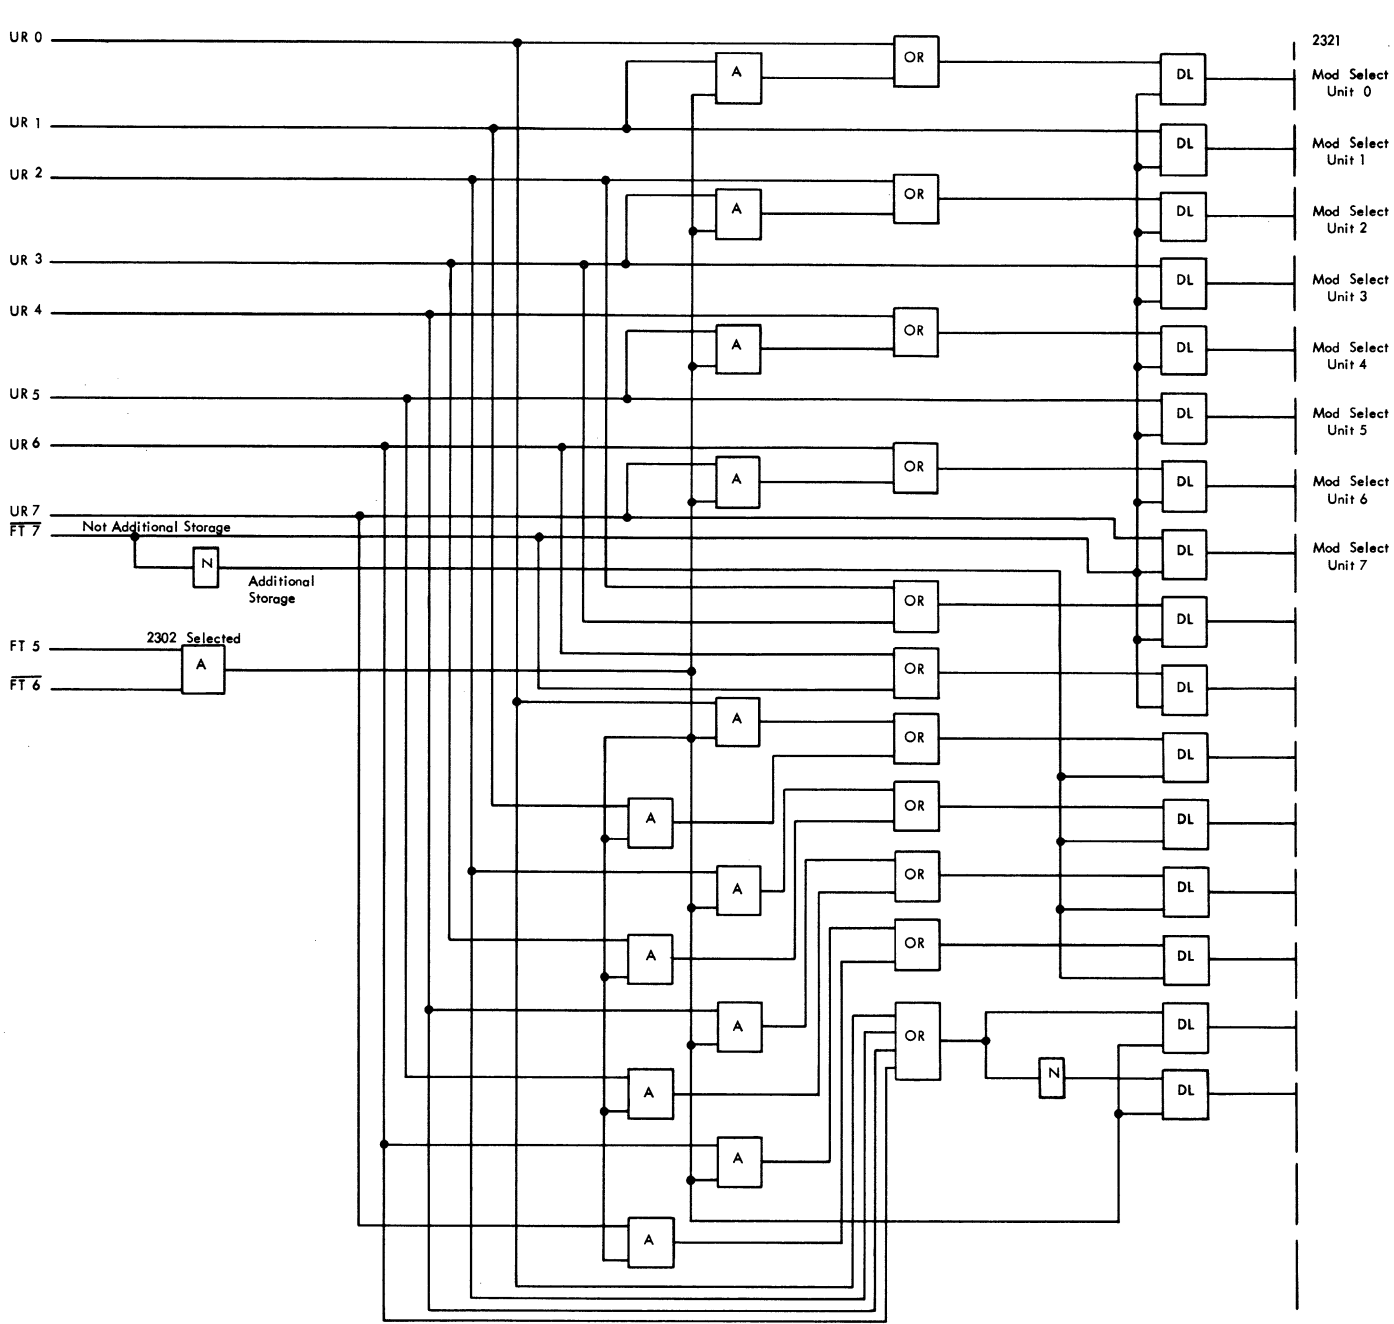 UR 0
2321
OR
A
DL
Mod Select
Unit 0
UR 1
DL
Mod Select
Unit 1
UR 2
OR
A
DL
Mod Select
Unit 2
UR 3
DL
Mod Select
Unit 3
UR 4
OR
A
DL
Mod Select
Unit 4
UR 5
DL
Mod Select
Unit 5
UR 6
OR
A
DL
Mod Select
Unit 6
UR 7
FT 7
Not Additional Storage
DL
Mod Select
Unit 7
N
Additional
Storage
OR
DL
2302 Selected
FT 5
A
FT 6
OR
DL
A
OR
DL
A
OR
DL
A
OR
DL
A
OR
DL
A
OR
DL
A
N
DL
A
A